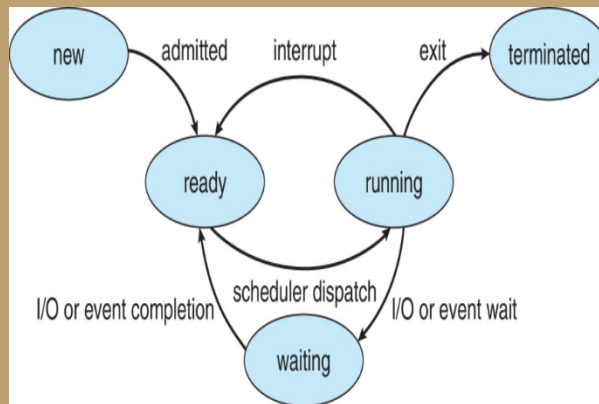 new
admitted
interrupt
exit
terminated
ready
running
scheduler dispatch
I/O or event completion
I/O or event wait
waiting